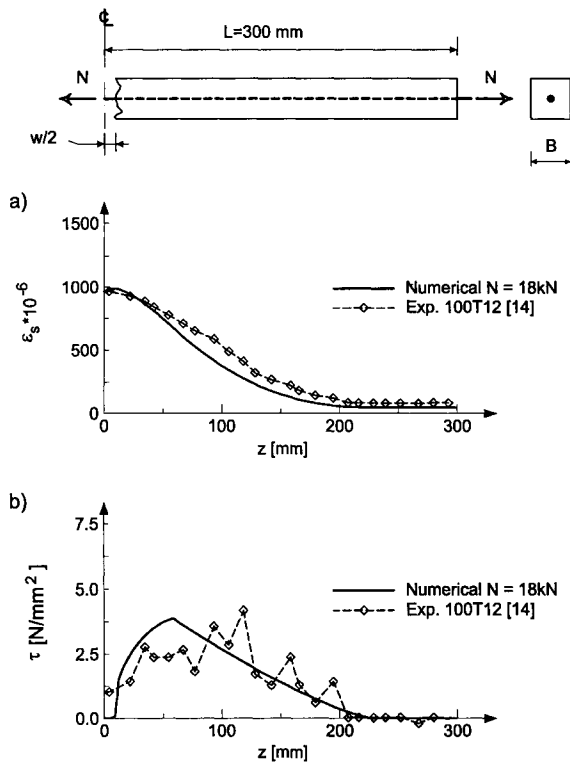 ℄
L=300 mm
N
N
w/2
B
a)
1500
1000
500
0
εs*10⁻⁶
Numerical N = 18kN
Exp. 100T12 [14]
0
100
200
300
z [mm]
b)
7.5
5.0
2.5
0.0
τ [N/mm²]
Numerical N = 18kN
Exp. 100T12 [14]
0
100
200
300
z [mm]